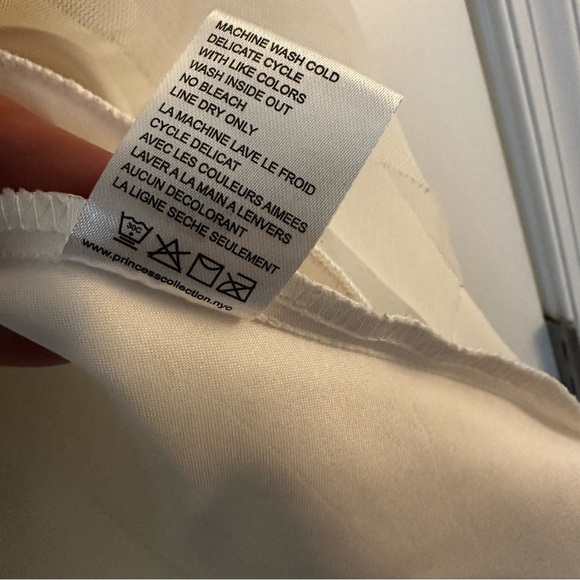 MACHINE WASH COLD
DELICATE CYCLE
WITH LIKE COLORS
WASH INSIDE OUT
NO BLEACH
LINE DRY ONLY
LA MACHINE LAVE LE FROID
CYCLE DELICAT
AVEC LES COULEURS AIMEES
LAVER A LA MAIN A LENVERS
AUCUN DECOLORANT
LA LIGNE SECHE SEULEMENT
30C
www.princesscollection.nyc